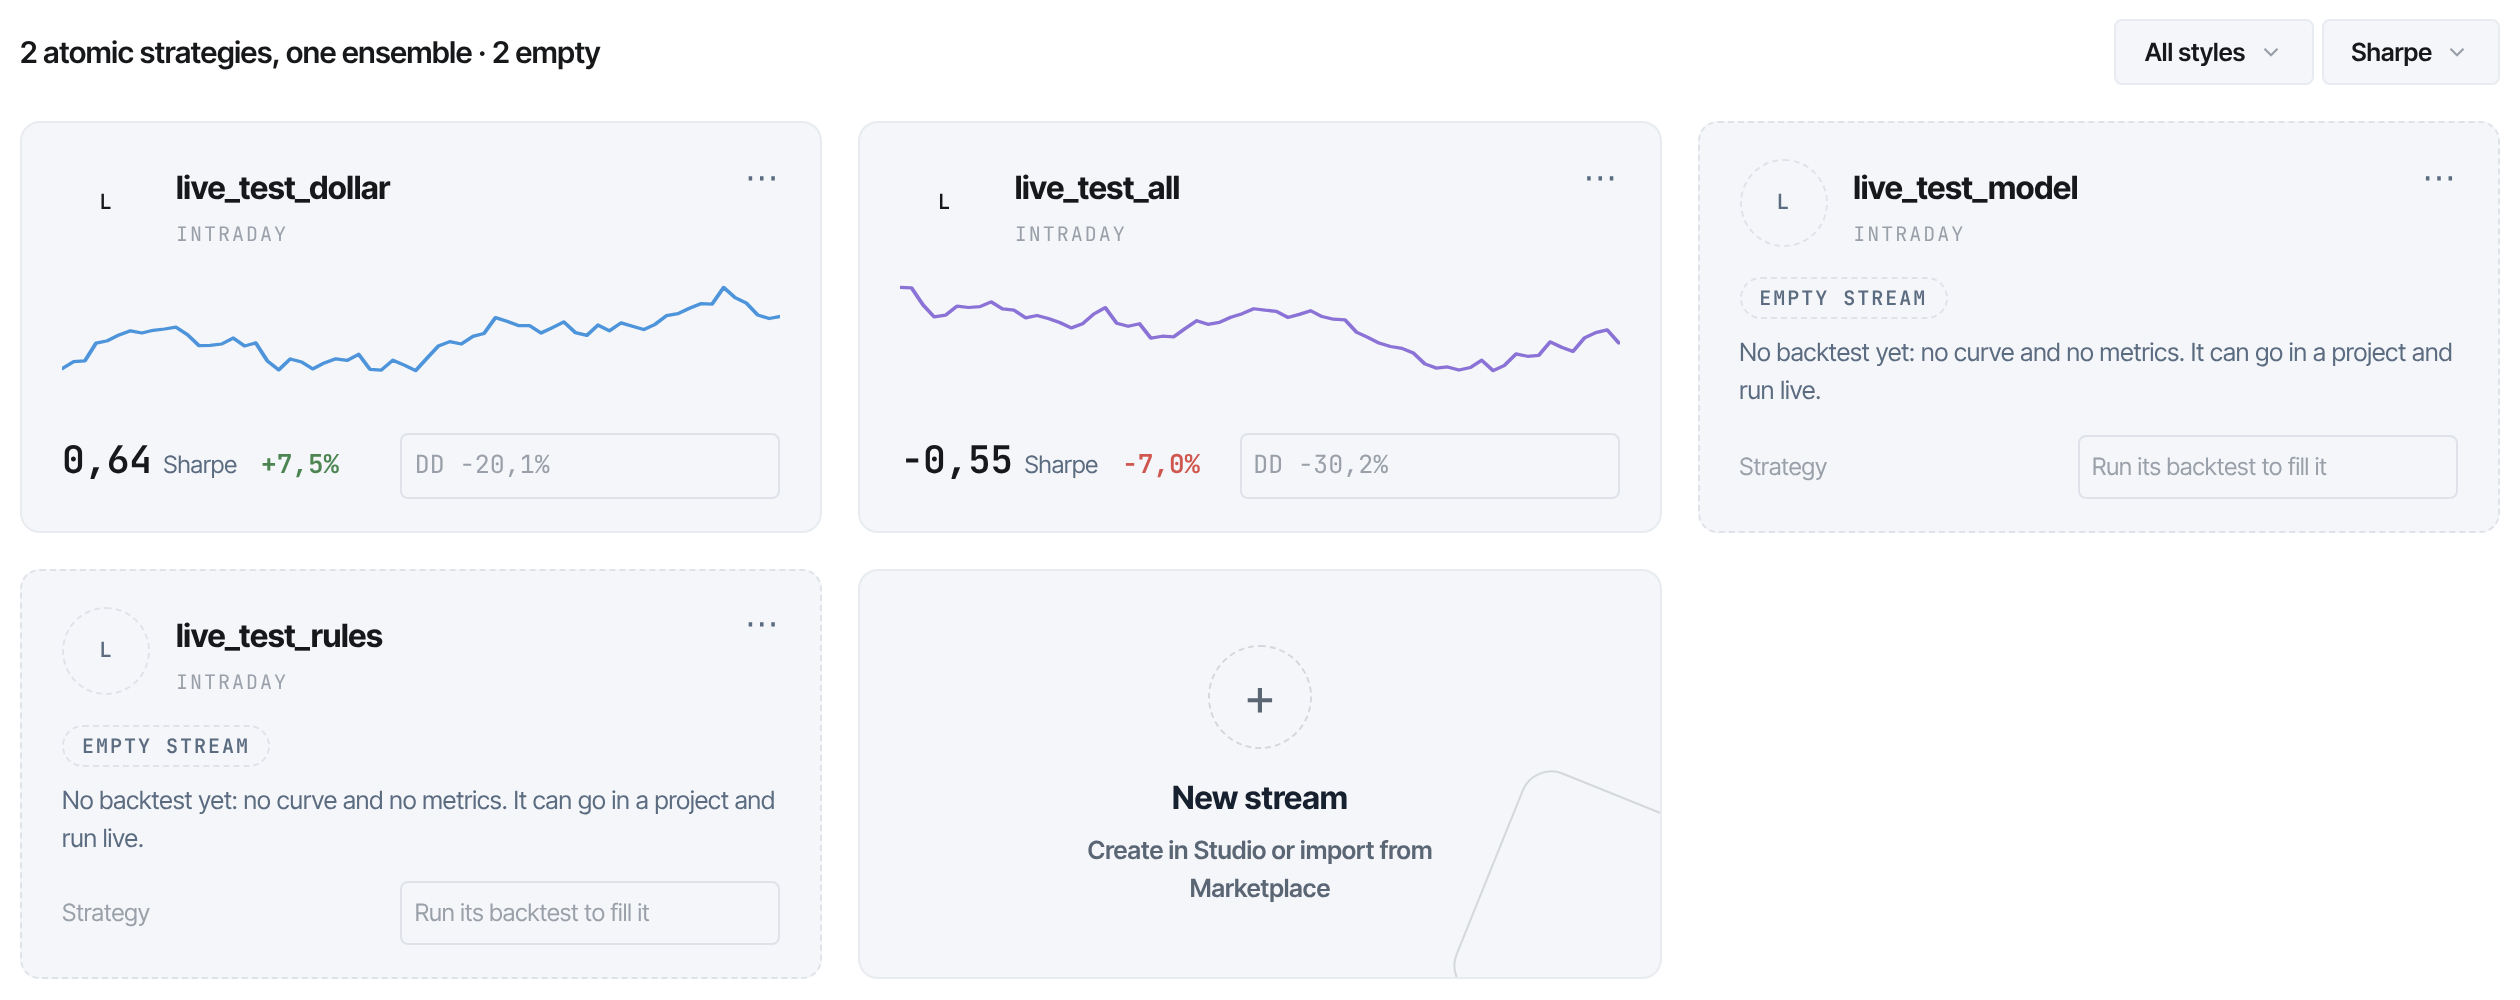 2 atomic strategies, one ensemble · 2 empty
All styles
Sharpe
L
live_test_dollar
...
INTRADAY
0,64 Sharpe +7,5%
DD -20,1%
L
live_test_all
...
INTRADAY
-0,55 Sharpe -7,0%
DD -30,2%
L
live_test_model
...
INTRADAY
EMPTY STREAM
No backtest yet: no curve and no metrics. It can go in a project and
run live.
Strategy
Run its backtest to fill it
L
live_test_rules
...
INTRADAY
EMPTY STREAM
No backtest yet: no curve and no metrics. It can go in a project and
run live.
Strategy
Run its backtest to fill it
+
New stream
Create in Studio or import from
Marketplace